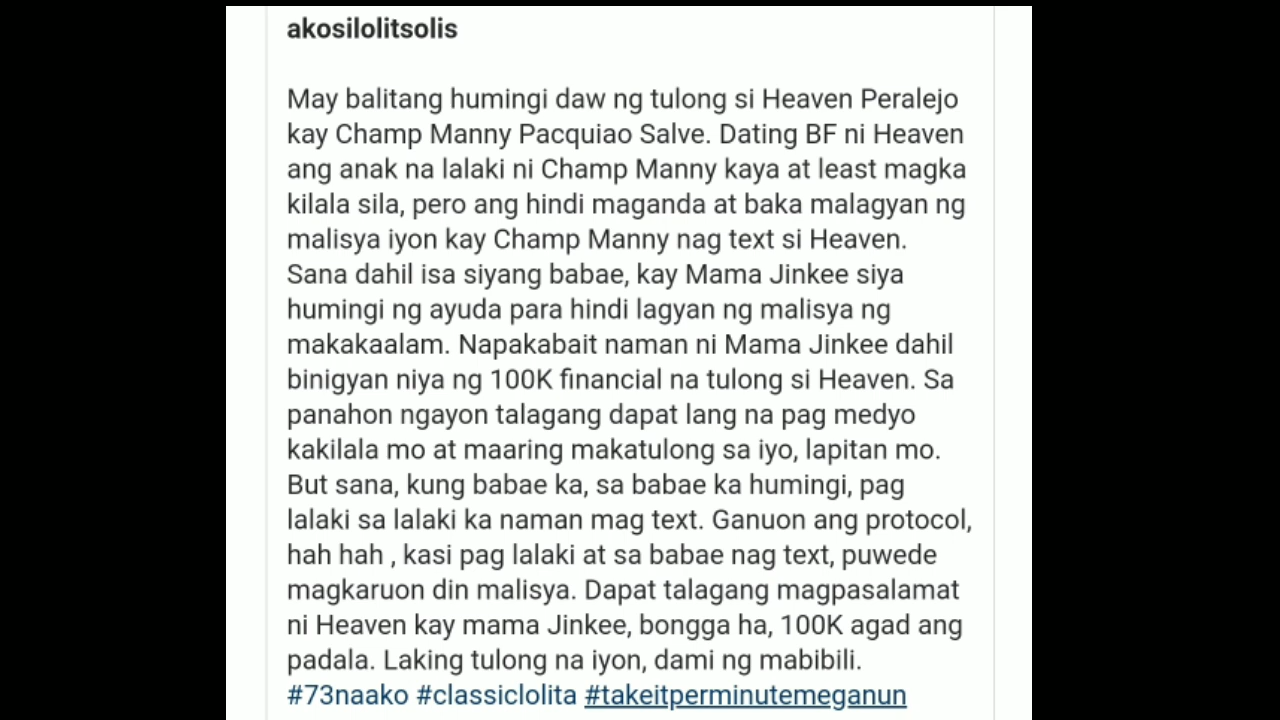 akosilolitsolis
May balitang humingi daw ng tulong si Heaven Peralejo
kay Champ Manny Pacquiao Salve. Dating BF ni Heaven
ang anak na lalaki ni Champ Manny kaya at least magka
kilala sila, pero ang hindi maganda at baka malagyan ng
malisya iyon kay Champ Manny nag text si Heaven.
Sana dahil isa siyang babae, kay Mama Jinkee siya
humingi ng ayuda para hindi lagyan ng malisya ng
makakaalam. Napakabait naman ni Mama Jinkee dahil
binigyan niya ng 100K financial na tulong si Heaven. Sa
panahon ngayon talagang dapat lang na pag medyo
kakilala mo at maaring makatulong sa iyo, lapitan mo.
But sana, kung babae ka, sa babae ka humingi, pag
lalaki sa lalaki ka naman mag text. Ganuon ang protocol,
hah hah , kasi pag lalaki at sa babae nag text, puwede
magkaruon din malisya. Dapat talagang magpasalamat
ni Heaven kay mama Jinkee, bongga ha, 100K agad ang
padala. Laking tulong na iyon, dami ng mabibili.
#73naako #classiclolita #takeitperminutemeganun